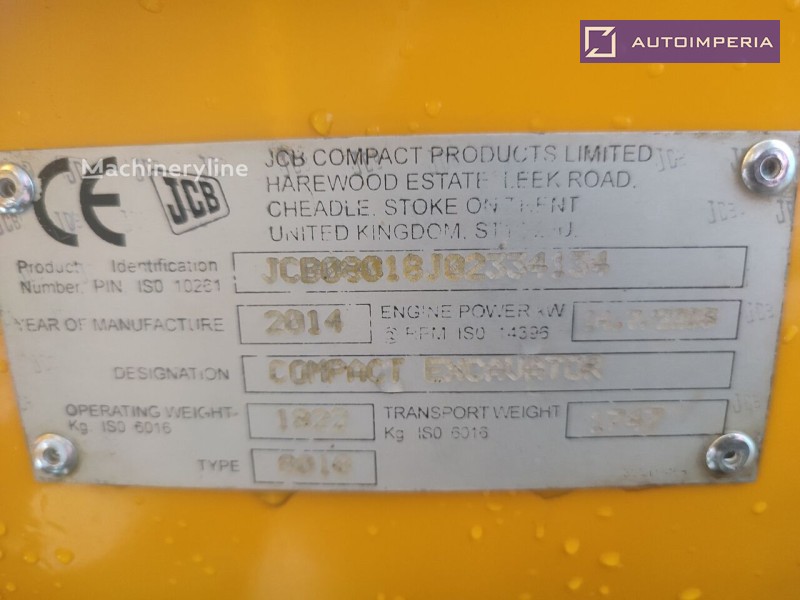 AUTOIMPERIA
Machineryline
CE JCB
JCB COMPACT PRODUCTS LIMITED
HAREWOOD ESTATE LEEK ROAD.
CHEADLE. STOKE ON TRENT
UNITED KINGDOM.
Product Identification
Number PIN ISO 10261
JCB08018J02334134
YEAR OF MANUFACTURE 2014
ENGINE POWER kW
@ RPM ISO 14396
DESIGNATION COMPACT EXCAVATOR
OPERATING WEIGHT-
Kg ISO 6016
TRANSPORT WEIGHT
Kg ISO 6016
TYPE 8018